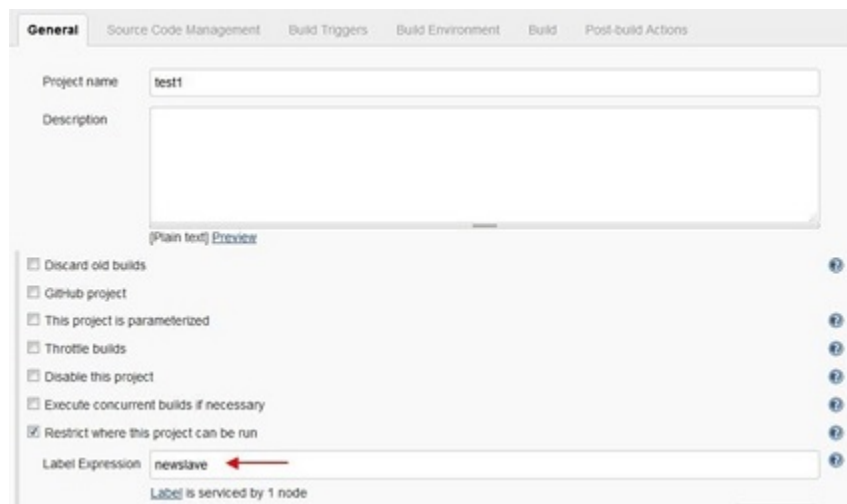 General Source Code Management Build Triggers Build Environment Build Post-build Actions
Project name test1
Description
[Plain text] Preview
Discard old builds
GitHub project
This project is parameterized
Throttle builds
Disable this project
Execute concurrent builds if necessary
Restrict where this project can be run
Label Expression newslave
Label is serviced by 1 node